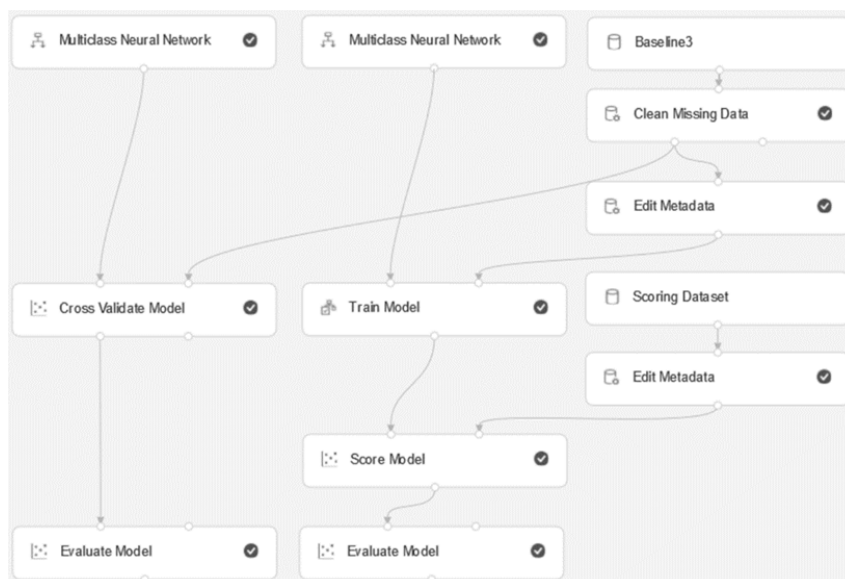 Multiclass Neural Network
Multiclass Neural Network
Baseline3
Clean Missing Data
Edit Metadata
Cross Validate Model
Train Model
Scoring Dataset
Edit Metadata
Score Model
Evaluate Model
Evaluate Model